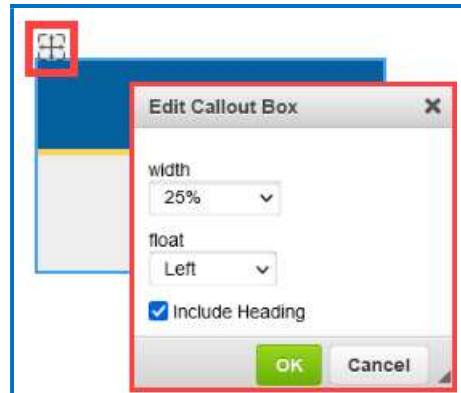 Edit Callout Box
width
25%
float
Left
Include Heading
OK Cancel